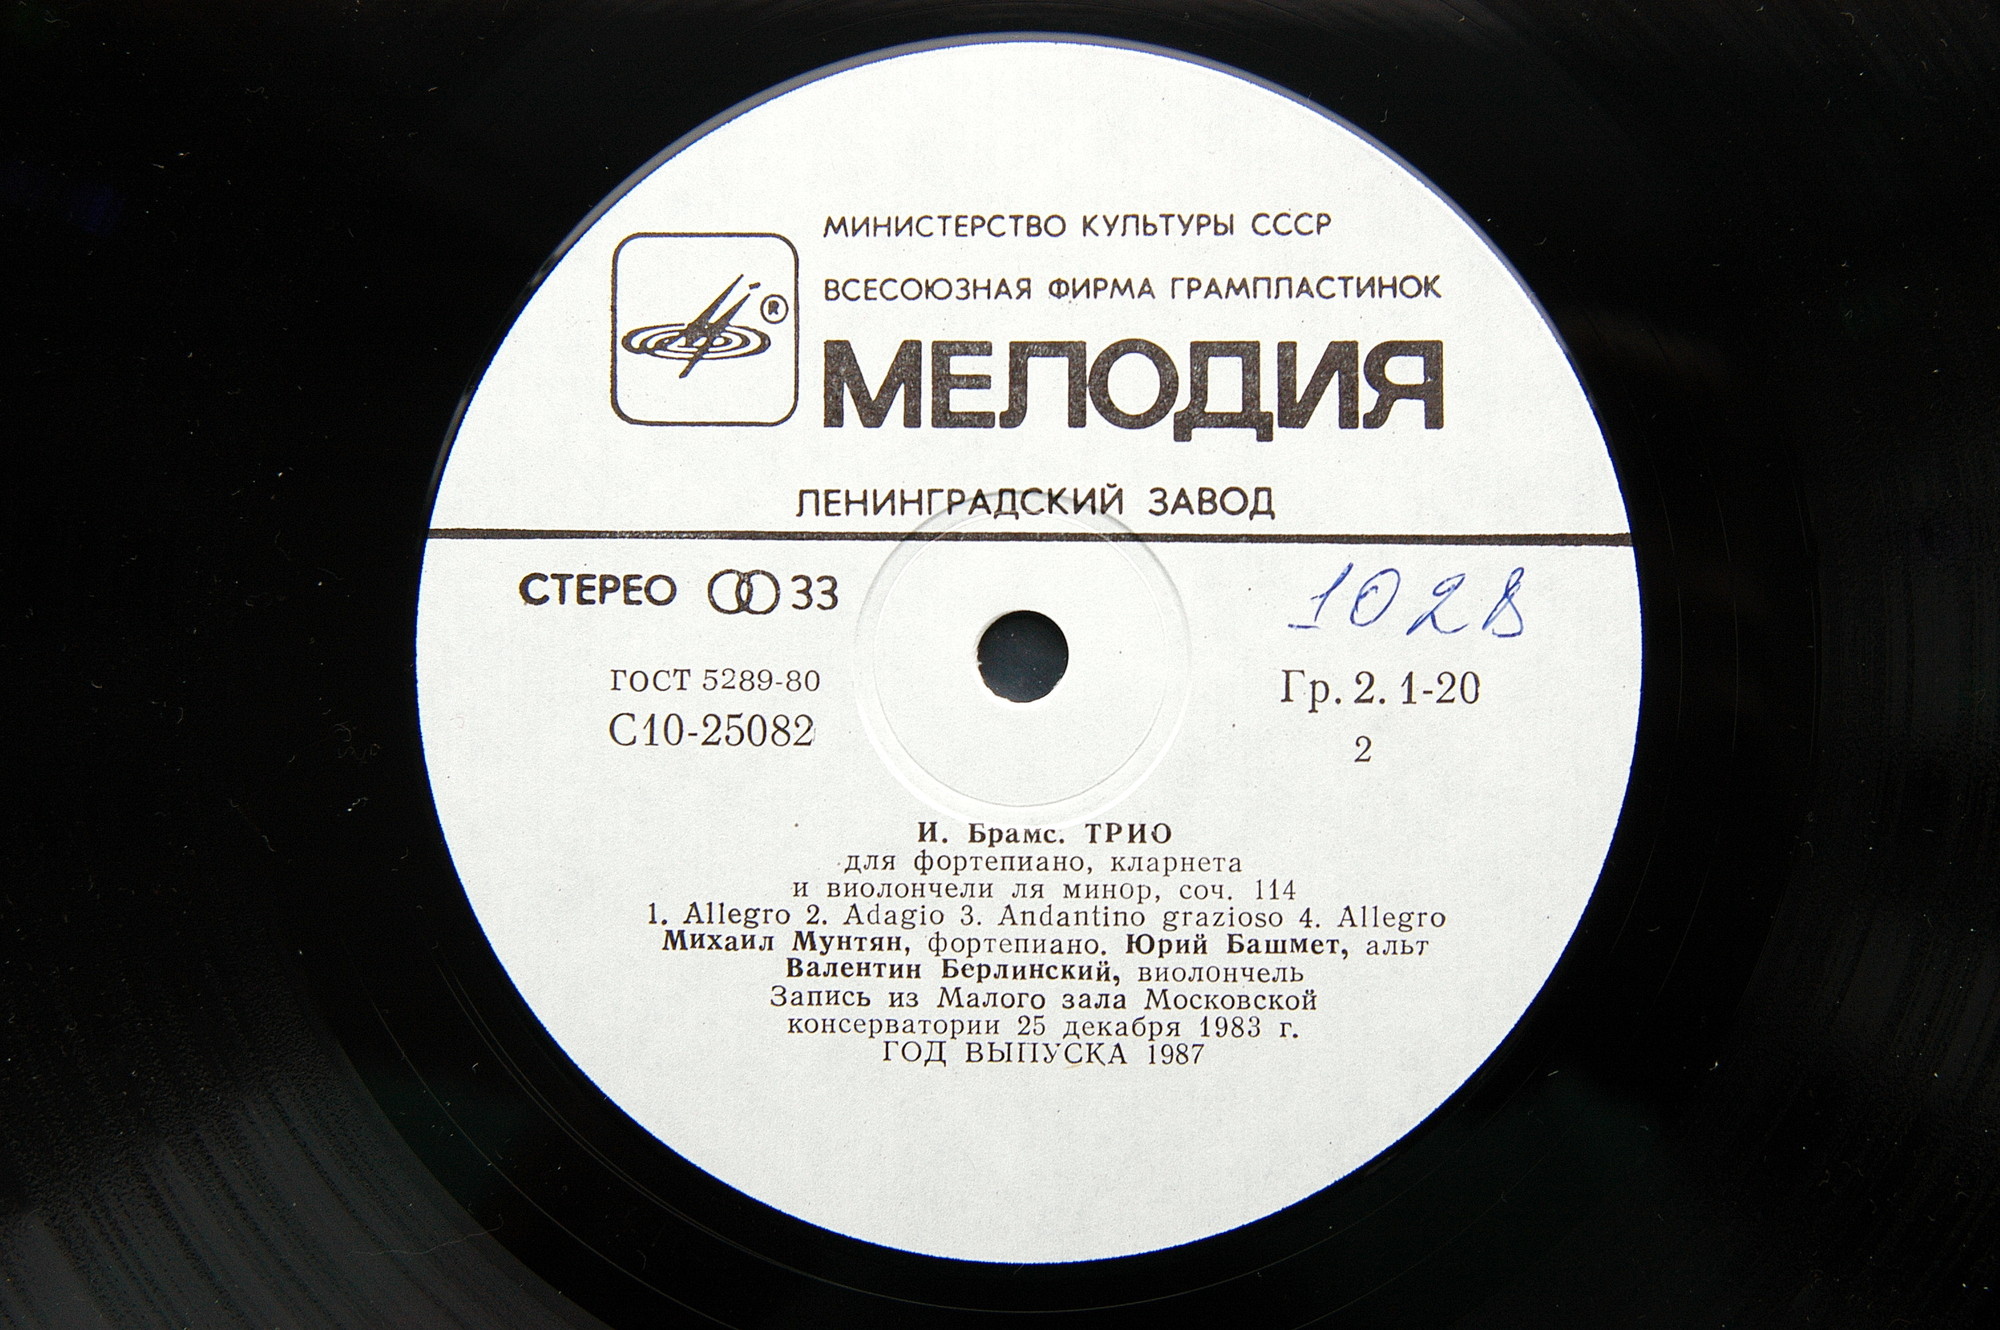 МИНИСТЕРСТВО КУЛЬТУРЫ СССР
ВСЕСОЮЗНАЯ ФИРМА ГРАМПЛАСТИНОК
®
МЕЛОДИЯ
ЛЕНИНГРАДСКИЙ ЗАВОД
СТЕРЕО 33
1028
ГОСТ 5289-80
Гр. 2. 1-20
С10-25082
2
И. Брамс. ТРИО
для фортепиано, кларнета
и виолончели ля минор, соч. 114
1. Allegro 2. Adagio 3. Andantino grazioso 4. Allegro
Михаил Мунтян, фортепиано. Юрий Башмет, альт
Валентин Берлинский, виолончель
Запись из Малого зала Московской
консерватории 25 декабря 1983 г.
ГОД ВЫПУСКА 1987